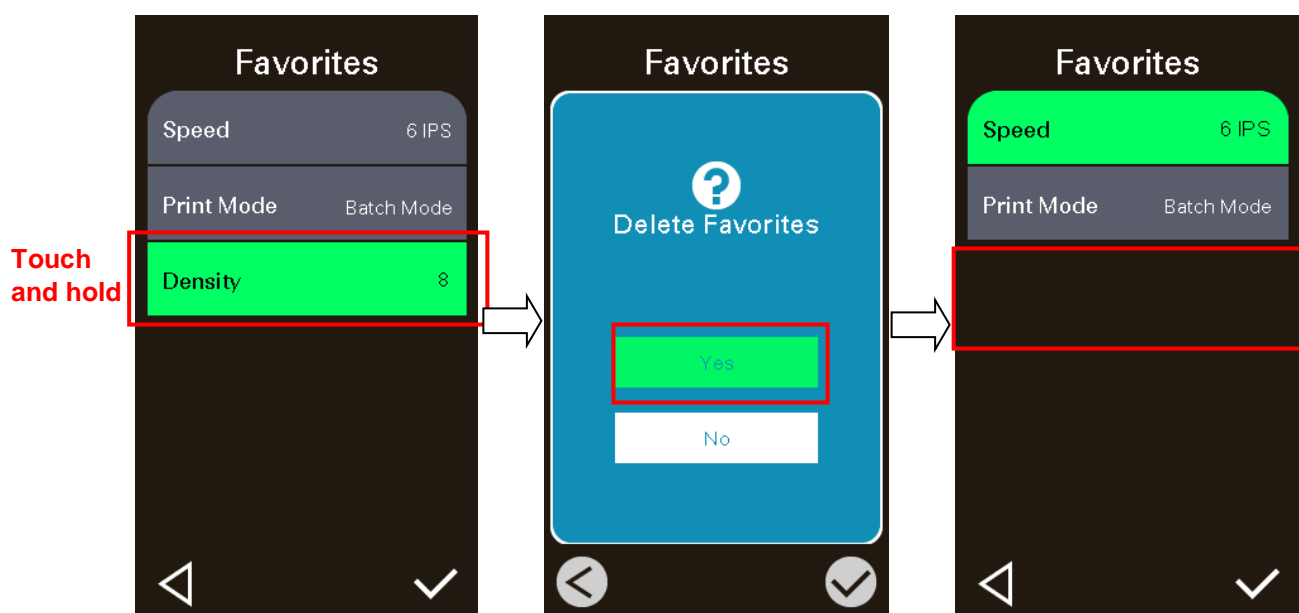 Favorites
Speed 6 IPS
Print Mode Batch Mode
Density 8
Touch
and hold
Favorites
?
Delete Favorites
Yes
No
Favorites
Speed 6 IPS
Print Mode Batch Mode